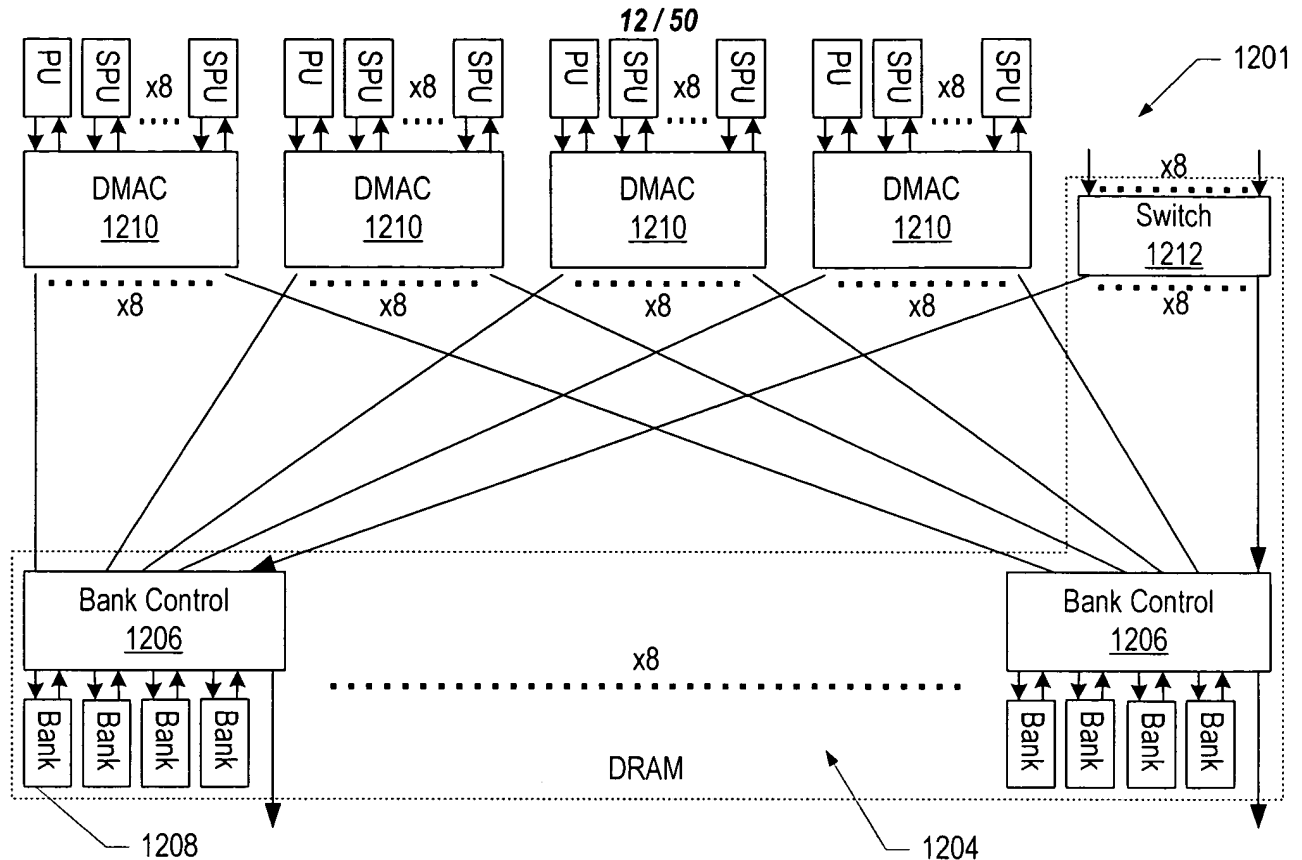 12 / 50
PU SPU x8 SPU PU SPU x8 SPU PU SPU x8 SPU PU SPU x8 SPU
1201
DMAC DMAC DMAC DMAC
1210 1210 1210 1210
x8
Switch
1212
x8 x8 x8 x8 x8
Bank Control Bank Control
1206 1206
x8
Bank Bank Bank Bank Bank Bank Bank Bank
DRAM
1208 1204